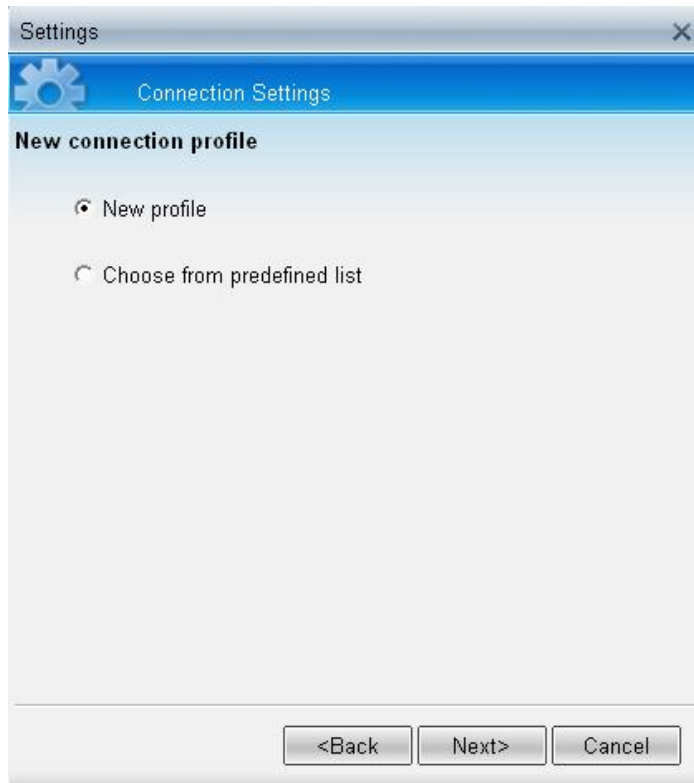 Settings
Connection Settings
New connection profile
New profile
Choose from predefined list
<Back Next> Cancel